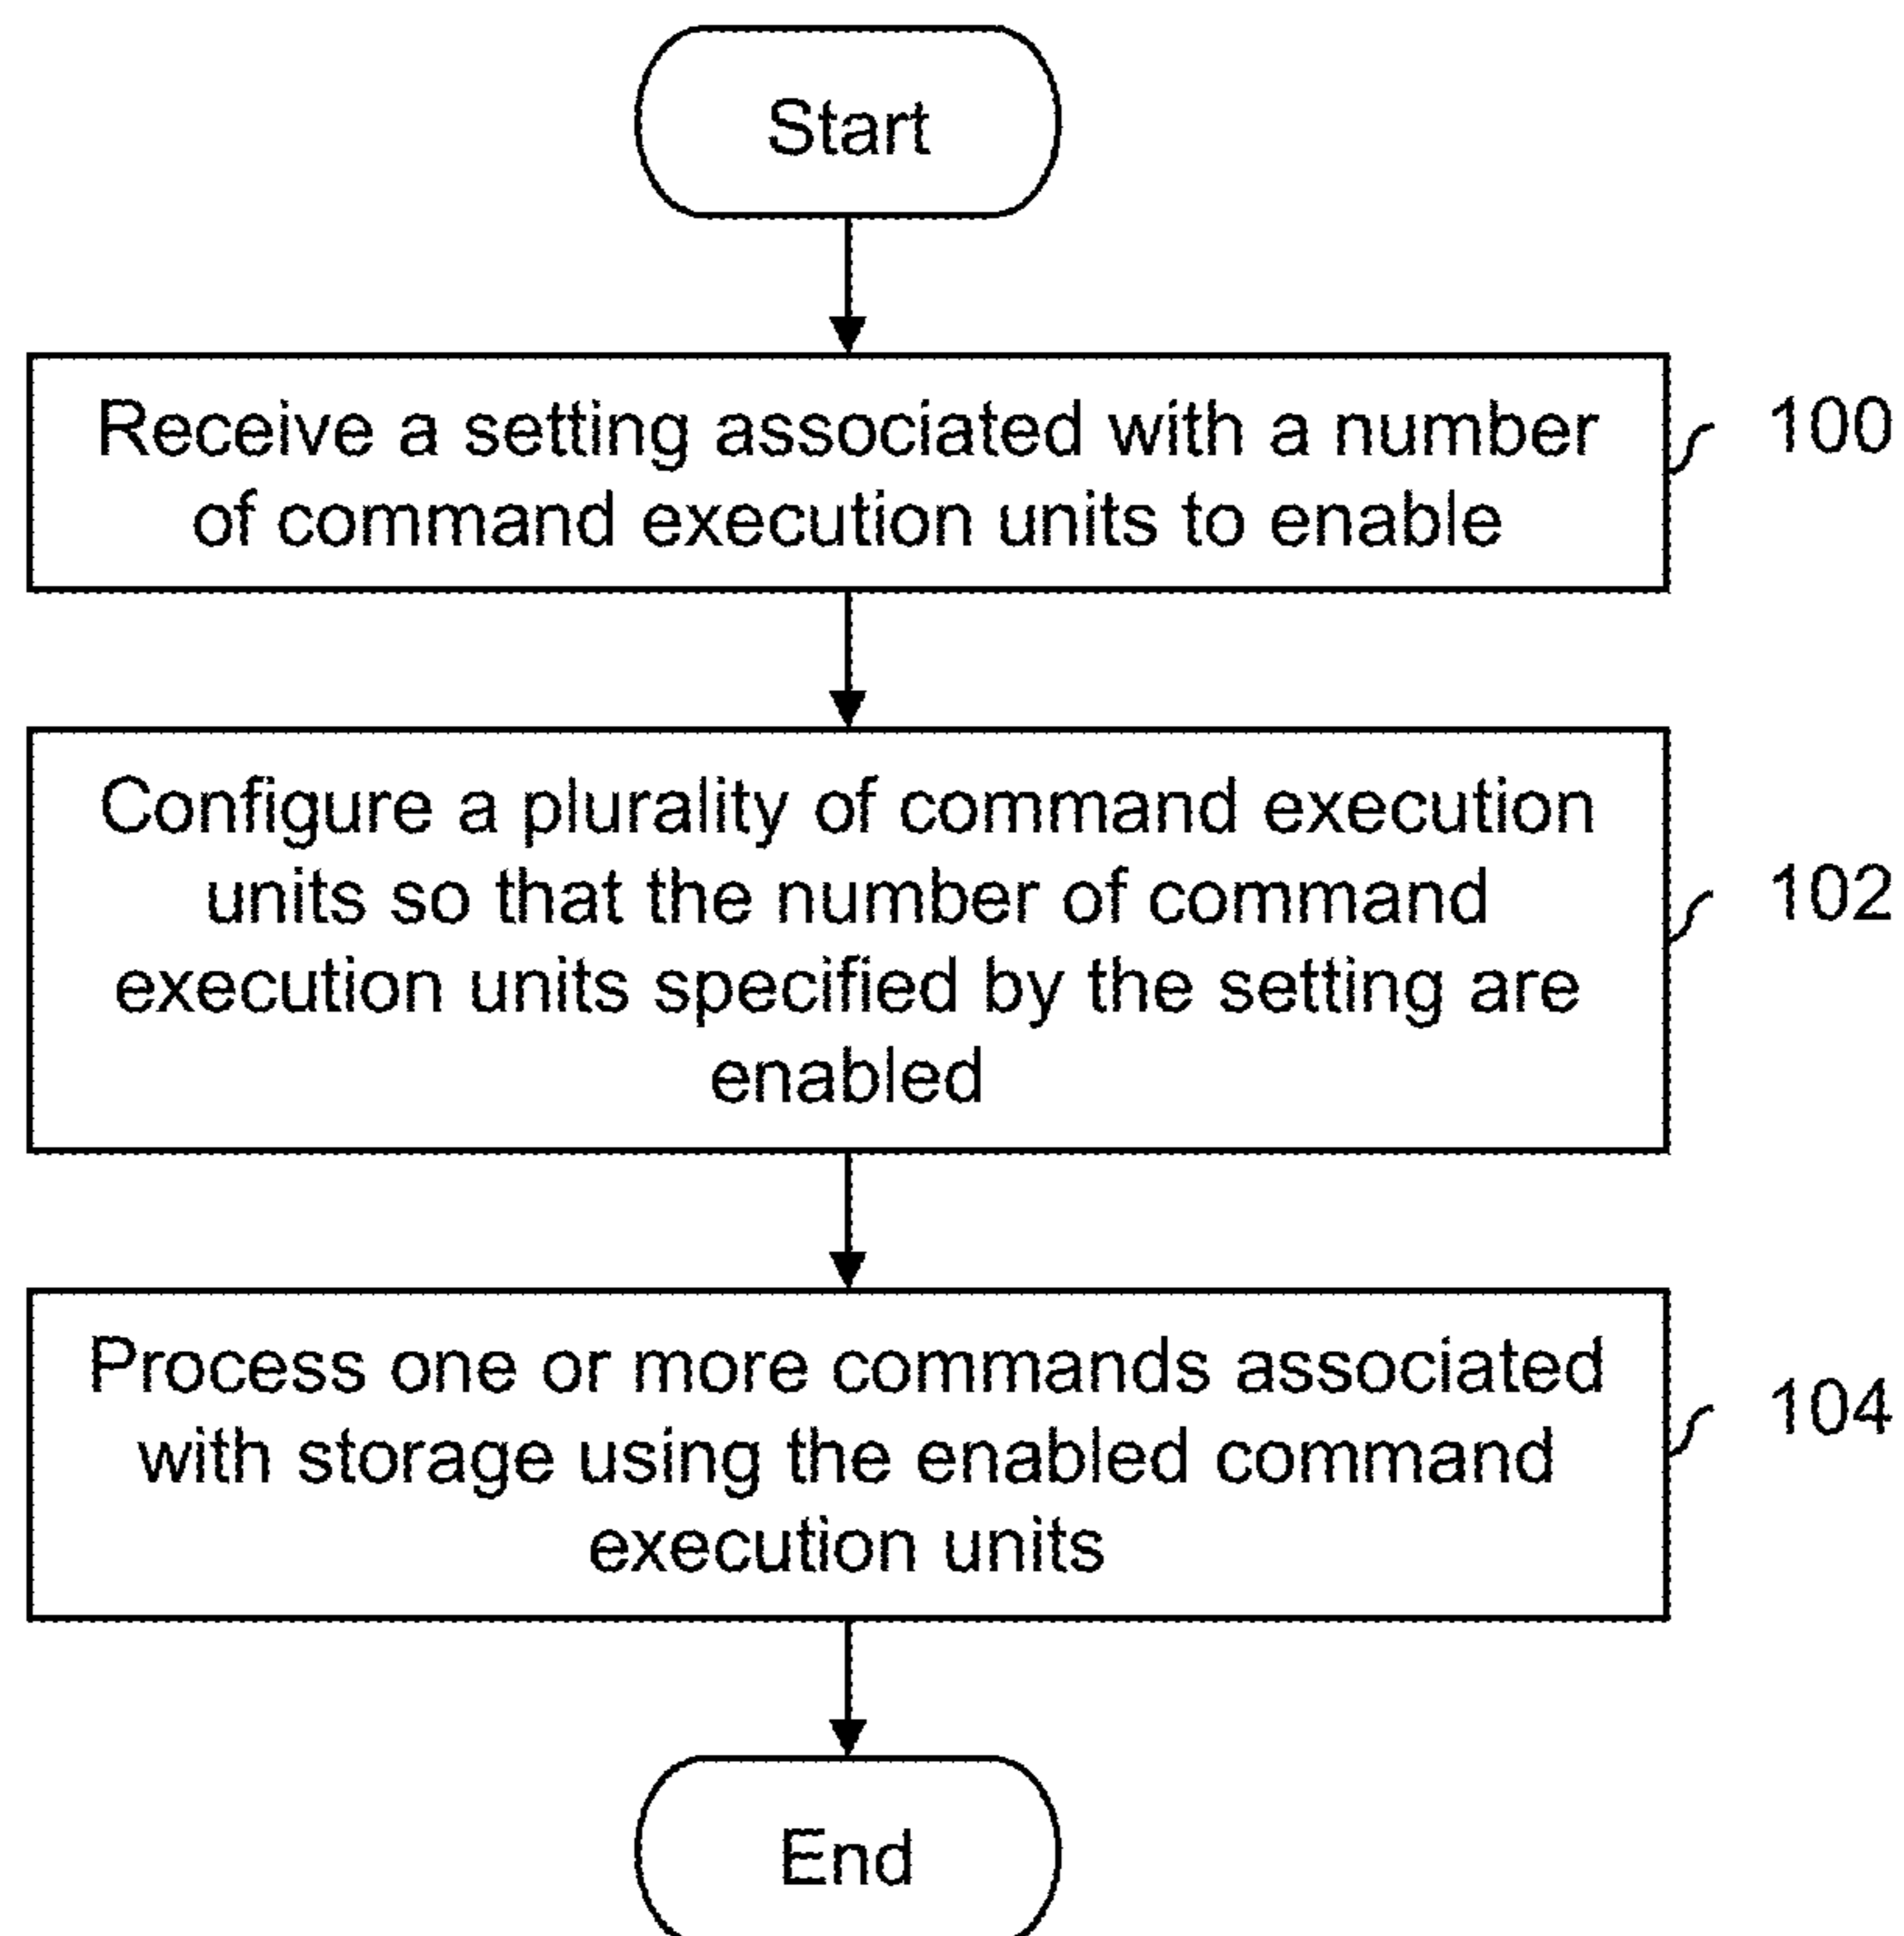 Start
Receive a setting associated with a number
of command execution units to enable
100
Configure a plurality of command execution
units so that the number of command
execution units specified by the setting are
enabled
102
Process one or more commands associated
with storage using the enabled command
execution units
104
End